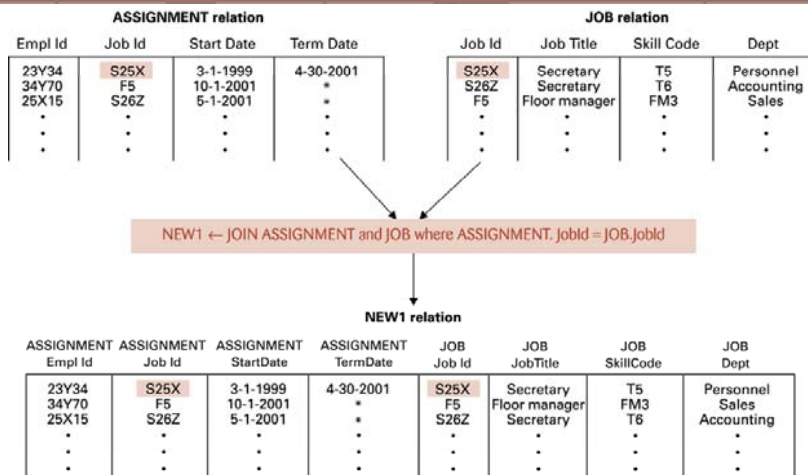 ASSIGNMENT relation
Empl Id Job Id Start Date Term Date
23Y34 S25X 3-1-1999 4-30-2001
34Y70 F5 10-1-2001 *
25X15 S26Z 5-1-2001 *
JOB relation
Job Id Job Title Skill Code Dept
S25X Secretary T5 Personnel
S26Z Secretary T6 Accounting
F5 Floor manager FM3 Sales
NEW1 ← JOIN ASSIGNMENT and JOB where ASSIGNMENT. JobId = JOB.JobId
NEW1 relation
ASSIGNMENT ASSIGNMENT ASSIGNMENT ASSIGNMENT JOB JOB JOB JOB
Empl Id Job Id StartDate TermDate Job Id JobTitle SkillCode Dept
23Y34 S25X 3-1-1999 4-30-2001 S25X Secretary T5 Personnel
34Y70 F5 10-1-2001 * F5 Floor manager FM3 Sales
25X15 S26Z 5-1-2001 * S26Z Secretary T6 Accounting